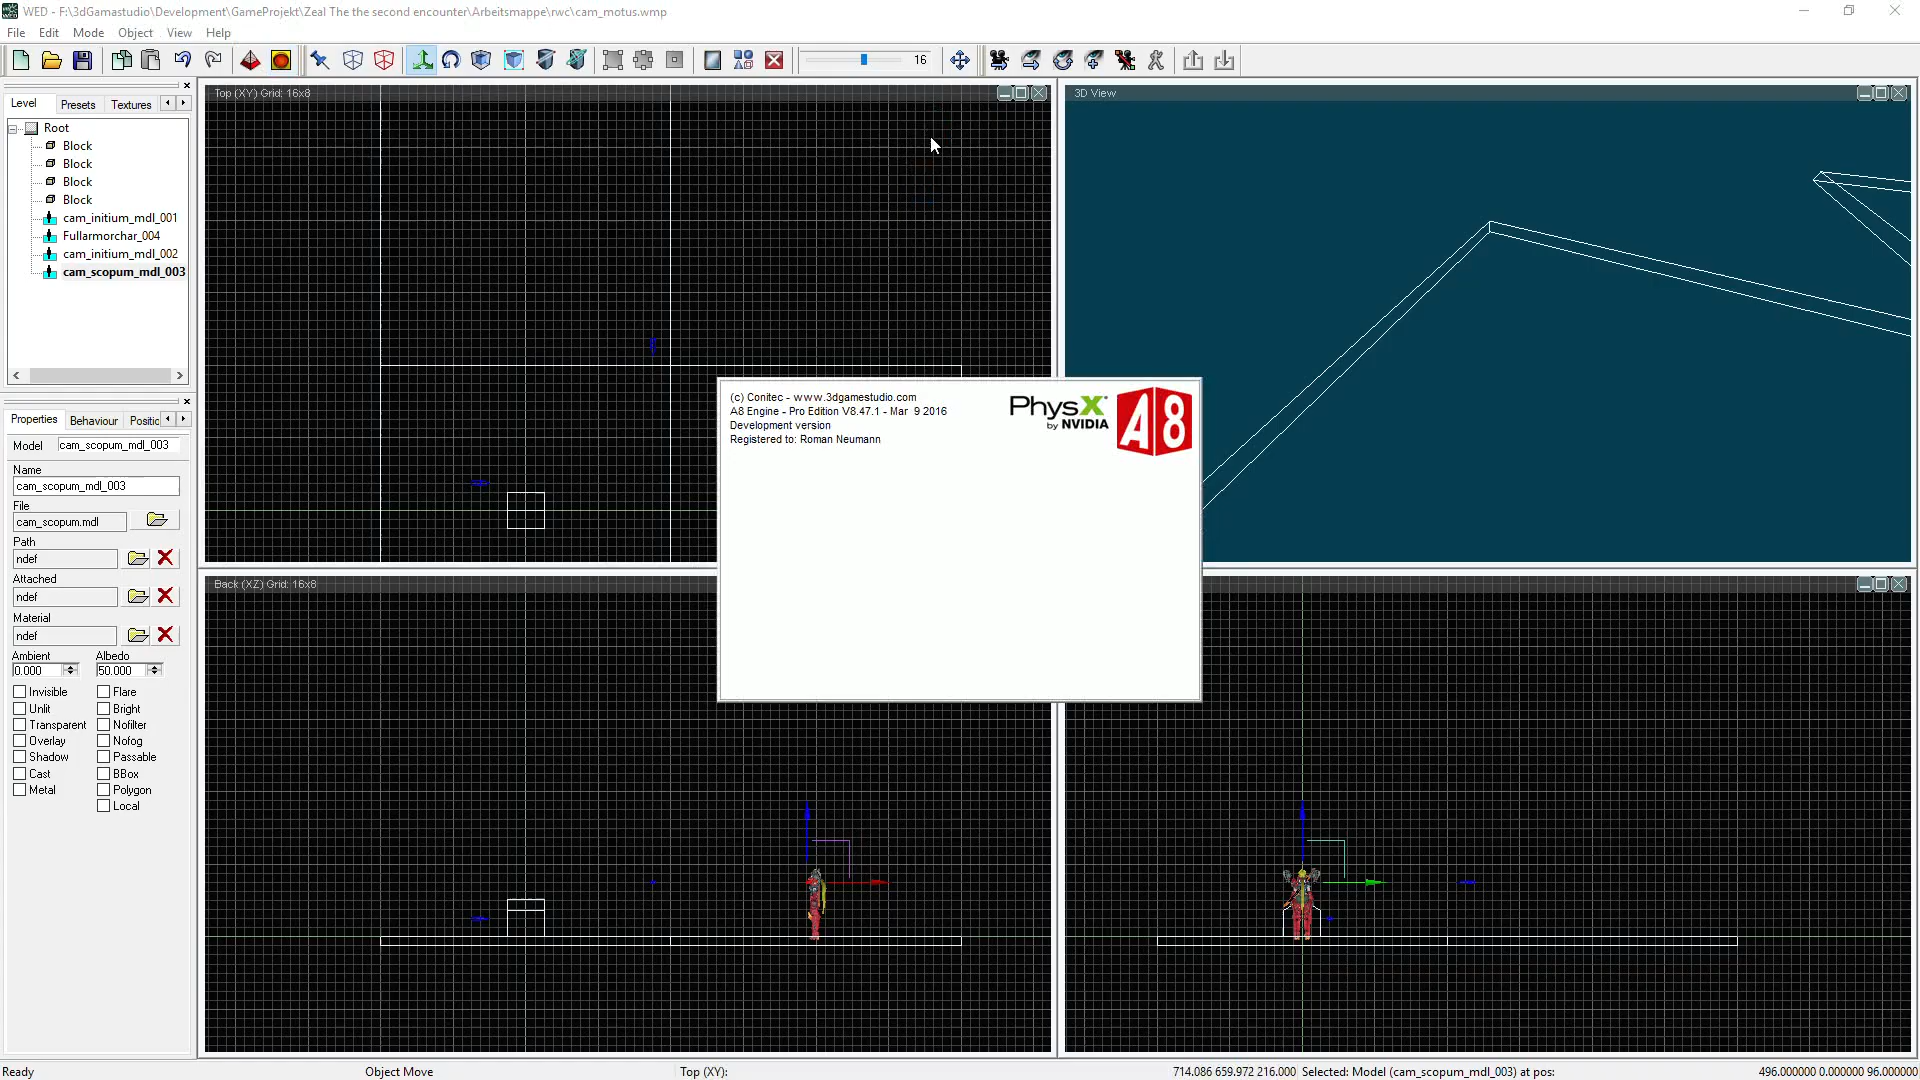 WED - F:\3dGamastudio\Development\GameProjekt\Zeal The the second encounter\Arbeitsmappe\rwc\cam_motus.wmp
File Edit Mode Object View Help
16
Level Presets Textures
Root
Block
Block
Block
Block
cam_initium_mdl_001
Fullarmorchar_004
cam_initium_mdl_002
cam_scopum_mdl_003
Top (XY) Grid: 16x8
3D View
(c) Conitec - www.3dgamestudio.com
A8 Engine - Pro Edition V8.47.1 - Mar 9 2016
Development version
Registered to: Roman Neumann
PhysX
by NVIDIA
A8
Properties Behaviour Positic
Model cam_scopum_mdl_003
Name
cam_scopum_mdl_003
File
cam_scopum.mdl
Path
ndef
Attached
ndef
Material
ndef
Ambient Albedo
0.000 50.000
Invisible Flare
Unlit Bright
Transparent Nofilter
Overlay Nofog
Shadow Passable
Cast BBox
Metal Polygon
Local
Back (XZ) Grid: 16x8
Ready Object Move Top (XY): 714.086 659.972 216.000 Selected: Model (cam_scopum_mdl_003) at pos: 496.000000 0.000000 96.000000